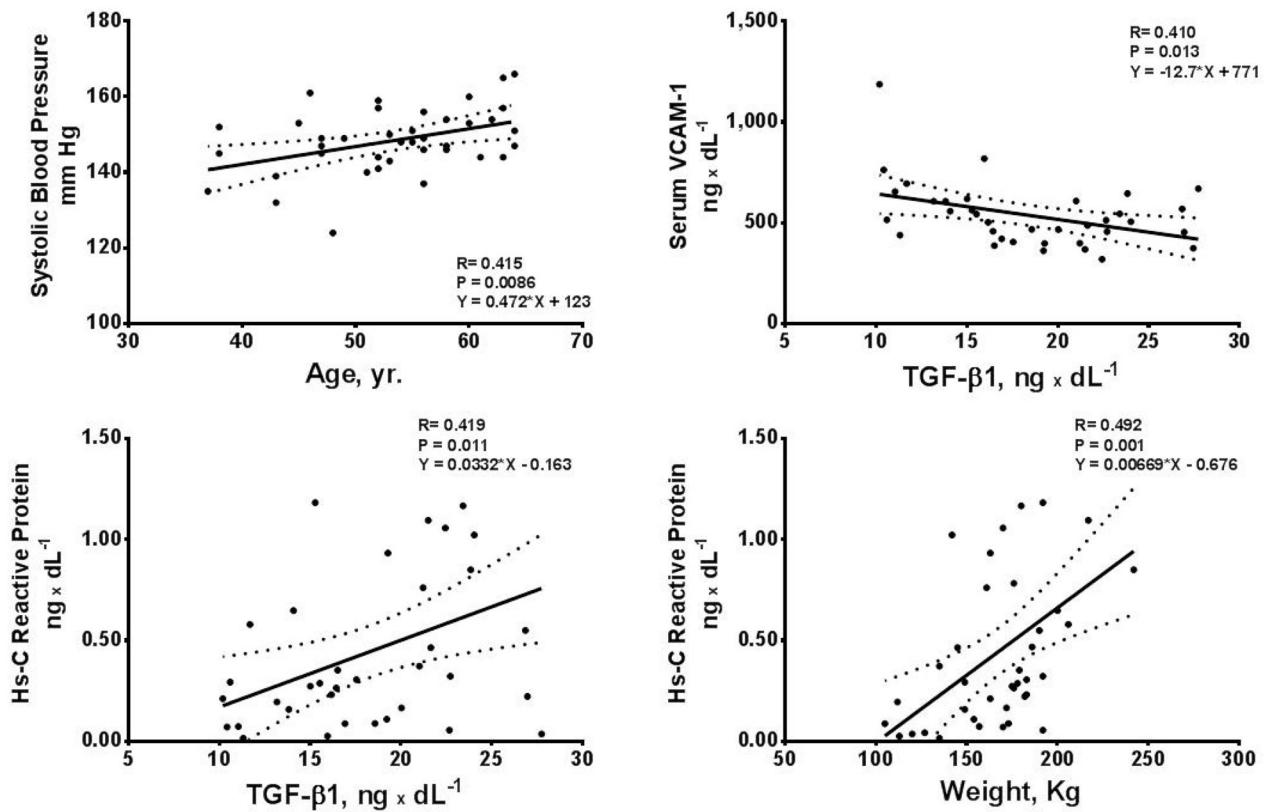 180
160
140
120
100
Systolic Blood Pressure
mm Hg
R= 0.415
P = 0.0086
Y = 0.472*X + 123
30 40 50 60 70
Age, yr.
1,500
1,000
500
0
Serum VCAM-1
ng x dL-1
R= 0.410
P = 0.013
Y = -12.7*X + 771
5 10 15 20 25 30
TGF-β1, ng x dL-1
1.50
1.00
0.50
0.00
Hs-C Reactive Protein
ng x dL-1
R= 0.419
P = 0.011
Y = 0.0332*X - 0.163
5 10 15 20 25 30
TGF-β1, ng x dL-1
1.50
1.00
0.50
0.00
Hs-C Reactive Protein
ng x dL-1
R= 0.492
P = 0.001
Y = 0.00669*X - 0.676
50 100 150 200 250 300
Weight, Kg